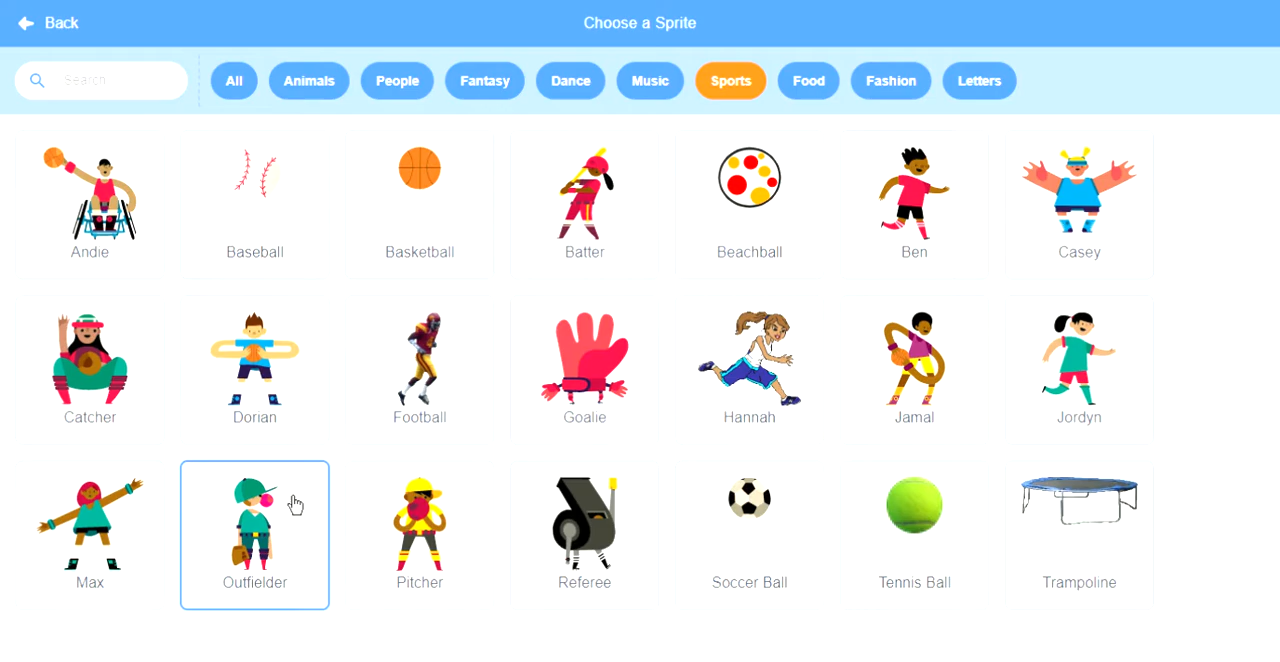 Back
Choose a Sprite
Search
All
Animals
People
Fantasy
Dance
Music
Sports
Food
Fashion
Letters
Andie
Baseball
Basketball
Batter
Beachball
Ben
Casey
Catcher
Dorian
Football
Goalie
Hannah
Jamal
Jordyn
Max
Outfielder
Pitcher
Referee
Soccer Ball
Tennis Ball
Trampoline